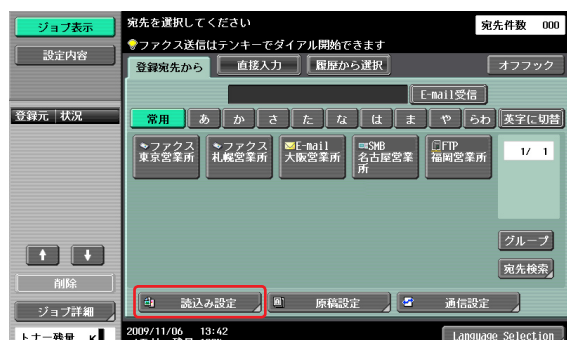 ジョブ表示
設定内容
登録元 状況
削除
ジョブ詳細
トナー残量 K
宛先を選択してください
宛先件数 000
ファクス送信はテンキーでダイアル開始できます
登録宛先から 直接入力 履歴から選択 オフフック
E-mail受信
常用 あ か さ た な は ま や らわ 英字に切替
ファクス
東京営業所
ファクス
札幌営業所
E-mail
大阪営業所
SMB
名古屋営業
所
FTP
福岡営業所
1/ 1
グループ
宛先検索
読込み設定 原稿設定 通信設定
2009/11/06 13:42
Language Selection